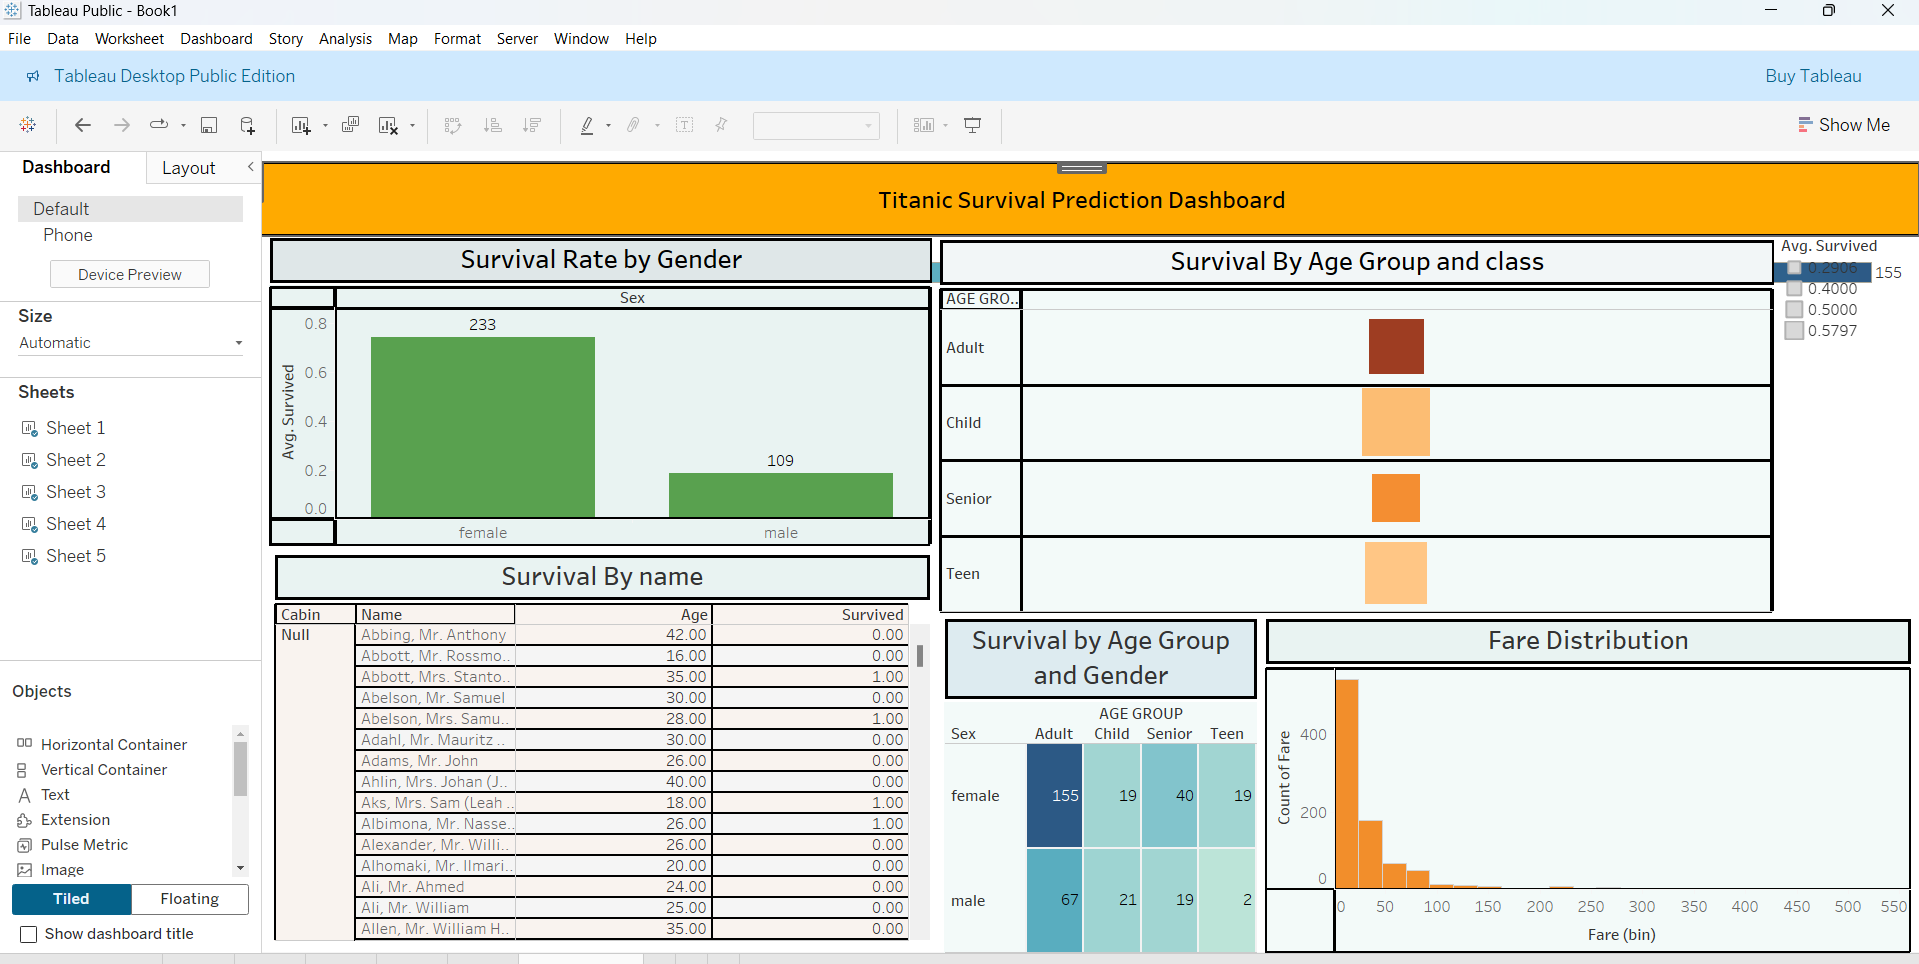 Tableau Public - Book1
File Data Worksheet Dashboard Story Analysis Map Format Server Window Help
Tableau Desktop Public Edition
Buy Tableau
Show Me
Dashboard
Layout
Default
Phone
Device Preview
Size
Automatic
Sheets
Sheet 1
Sheet 2
Sheet 3
Sheet 4
Sheet 5
Objects
Horizontal Container
Vertical Container
Text
Extension
Pulse Metric
Image
Tiled
Floating
Show dashboard title
Titanic Survival Prediction Dashboard
Survival Rate by Gender
Sex
Avg. Survived
0.8
0.6
0.4
0.2
0.0
233
109
female
male
Survival By Age Group and class
AGE GRO..
Adult
Child
Senior
Teen
Avg. Survived
0.2906
155
0.4000
0.5000
0.5797
Survival By name
Cabin Name Age Survived
Null Abbing, Mr. Anthony 42.00 0.00
Abbott, Mr. Rossmo.. 16.00 0.00
Abbott, Mrs. Stanto.. 35.00 1.00
Abelson, Mr. Samuel 30.00 0.00
Abelson, Mrs. Samu.. 28.00 1.00
Adahl, Mr. Mauritz .. 30.00 0.00
Adams, Mr. John 26.00 0.00
Ahlin, Mrs. Johan (J.. 40.00 0.00
Aks, Mrs. Sam (Leah .. 18.00 1.00
Albimona, Mr. Nasse.. 26.00 1.00
Alexander, Mr. Willi.. 26.00 0.00
Alhomaki, Mr. Ilmari.. 20.00 0.00
Ali, Mr. Ahmed 24.00 0.00
Ali, Mr. William 25.00 0.00
Allen, Mr. William H.. 35.00 0.00
Survival by Age Group
and Gender
AGE GROUP
Sex Adult Child Senior Teen
female 155 19 40 19
male 67 21 19 2
Fare Distribution
Count of Fare
400
200
0
0 50 100 150 200 250 300 350 400 450 500 550
Fare (bin)